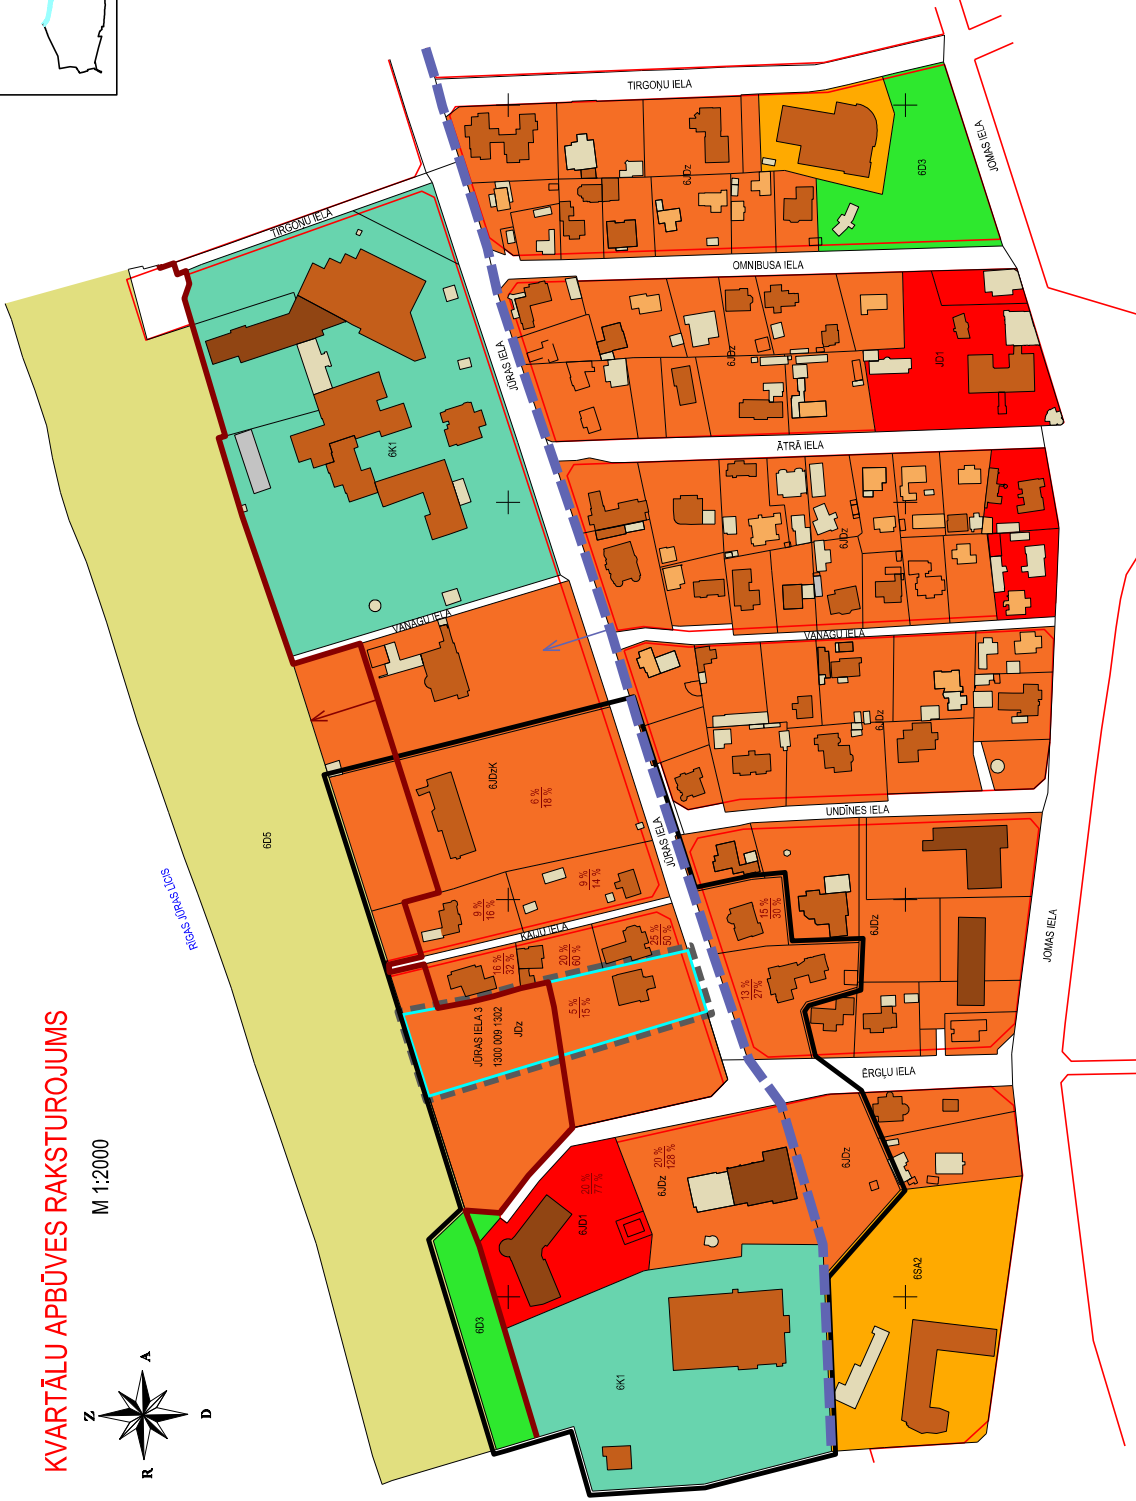 KVARTĀLU APBŪVES RAKSTUROJUMS
M 1:2000
Z
A
D
R
RĪGAS JŪRAS LĪCIS
6D5
TIRGOŅU IELA
TIRGOŅU IELA
JOMAS IELA
6D3
6JDz
OMNIBUSA IELA
JŪRAS IELA
6JDz
JD1
6K1
ĀTRĀ IELA
6JDz
VANAGU IELA
VANAGU IELA
6JDz
6JDzK
6 %
18 %
UNDĪNES IELA
JŪRAS IELA
9 %
14 %
9 %
16 %
KAIJU IELA
15 %
30 %
6JDz
JOMAS IELA
25 %
50 %
20 %
60 %
16 %
32 %
13 %
27%
5 %
15 %
JŪRAS IELA 3
1300 009 1302
JDz
ĒRGĻU IELA
20 %
128 %
6JDz
6JDz
20 %
77 %
6JD1
6SA2
6D3
6K1